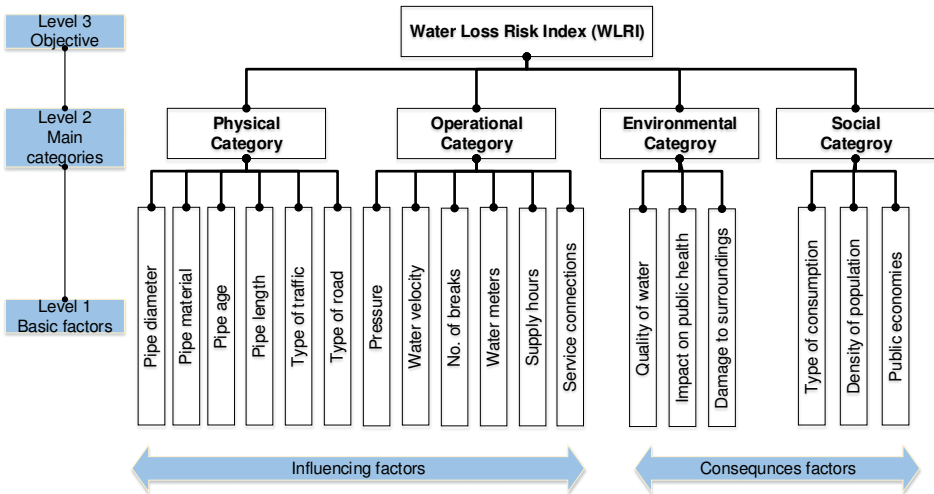 Level 3
Objective
Water Loss Risk Index (WLRI)
Level 2
Main
categories
Physical
Category
Operational
Category
Environmental
Categroy
Social
Categroy
Level 1
Basic factors
Pipe diameter
Pipe material
Pipe age
Pipe length
Type of traffic
Type of road
Pressure
Water velocity
No. of breaks
Water meters
Supply hours
Service connections
Quality of water
Impact on public health
Damage to surroundings
Type of consumption
Density of population
Public economies
Influencing factors
Consequnces factors